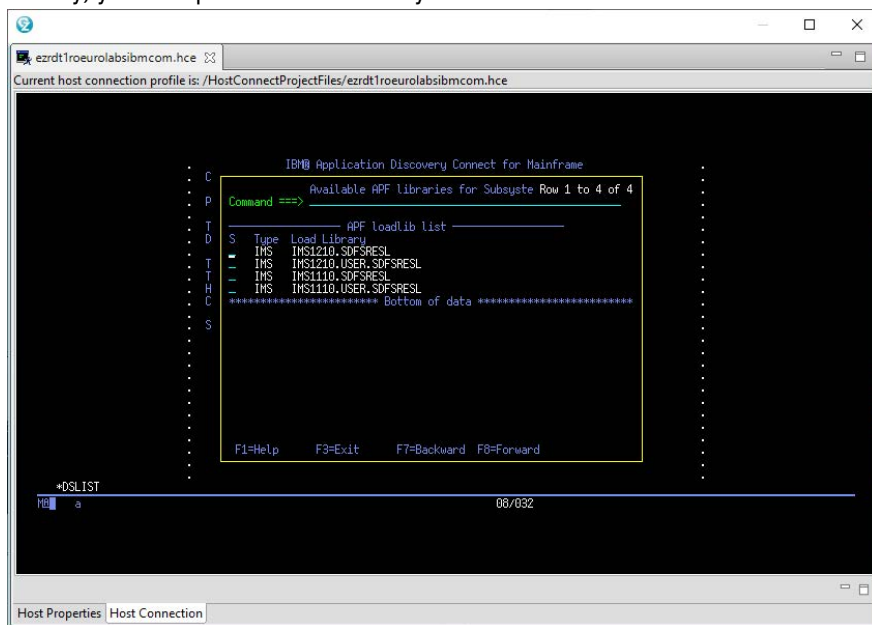 ezrdt1roeurolabsibmcom.hce
Current host connection profile is: /HostConnectProjectFiles/ezrdt1roeurolabsibmcom.hce
IBM® Application Discovery Connect for Mainframe
C
Available APF libraries for Subsyste Row 1 to 4 of 4
P Command ===>
T APF loadlib list
D S Type Load Library
IMS IMS1210.SDFSRESL
T IMS IMS1210.USER.SDFSRESL
T IMS IMS1110.SDFSRESL
H IMS IMS1110.USER.SDFSRESL
C ************************ Bottom of data *************************
S
F1=Help F3=Exit F7=Backward F8=Forward
*DSLIST
a 08/032
Host Properties Host Connection